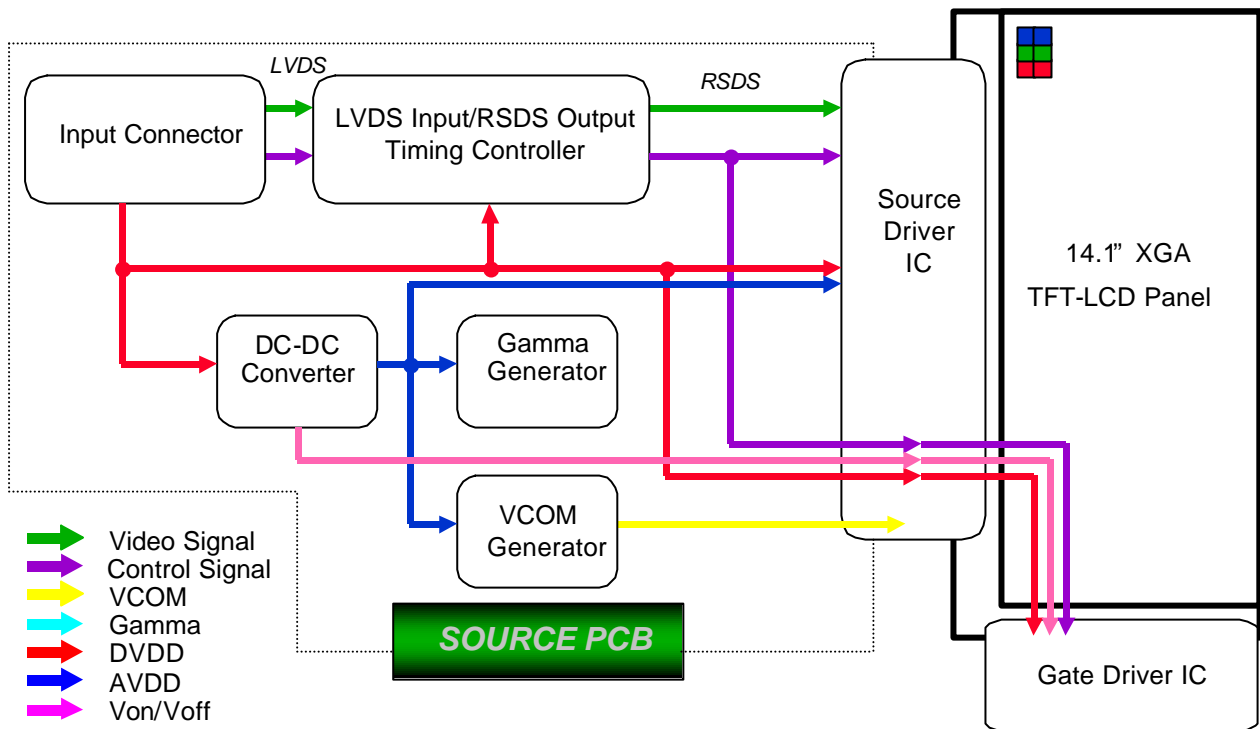 LVDS
RSDS
Input Connector
LVDS Input/RSDS Output
Timing Controller
Source
Driver
IC
14.1” XGA
TFT-LCD Panel
DC-DC
Converter
Gamma
Generator
VCOM
Generator
Video Signal
Control Signal
VCOM
Gamma
DVDD
AVDD
Von/Voff
SOURCE PCB
Gate Driver IC